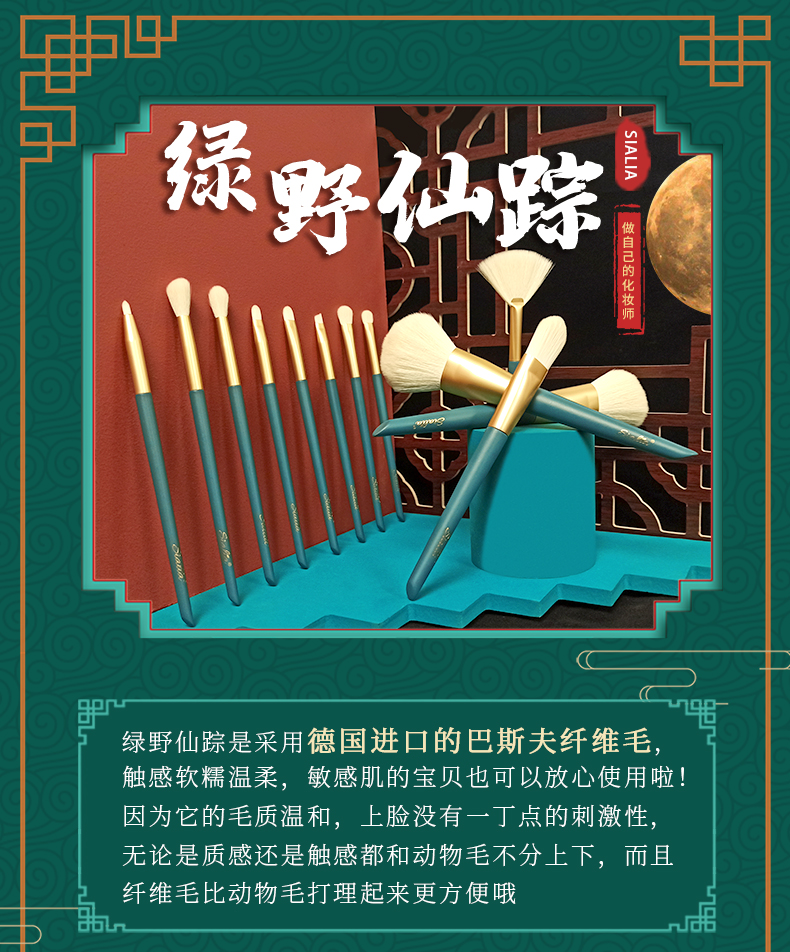 绿野仙踪
SIALIA
做自己的化妆师
Sialia
Sialia
Sialia
绿野仙踪是采用德国进口的巴斯夫纤维毛，
触感软糯温柔，敏感肌的宝贝也可以放心使用啦！
因为它的毛质温和，上脸没有一丁点的刺激性，
无论是质感还是触感都和动物毛不分上下，而且
纤维毛比动物毛打理起来更方便哦